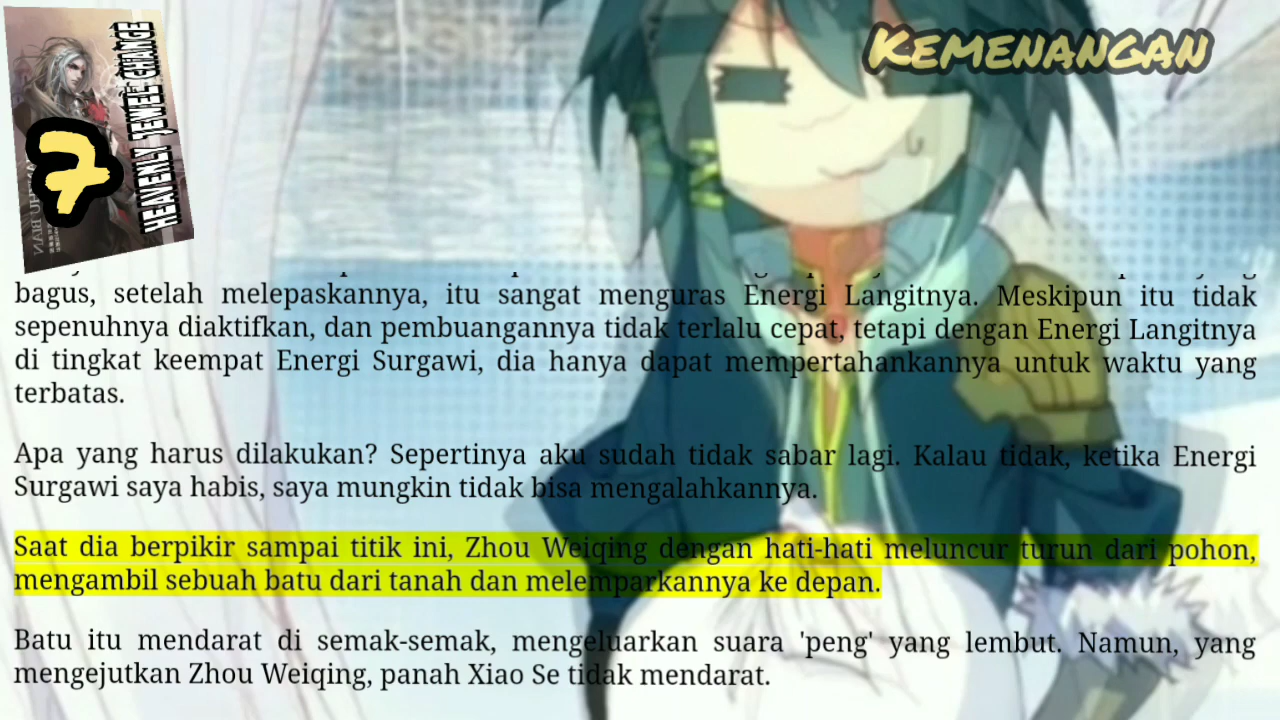 Kemenangan
7
HEAVENLY JEWEL CHANGE
bagus, setelah melepaskannya, itu sangat menguras Energi Langitnya. Meskipun itu tidak
sepenuhnya diaktifkan, dan pembuangannya tidak terlalu cepat, tetapi dengan Energi Langitnya
di tingkat keempat Energi Surgawi, dia hanya dapat mempertahankannya untuk waktu yang
terbatas.
Apa yang harus dilakukan? Sepertinya aku sudah tidak sabar lagi. Kalau tidak, ketika Energi
Surgawi saya habis, saya mungkin tidak bisa mengalahkannya.
Saat dia berpikir sampai titik ini, Zhou Weiqing dengan hati-hati meluncur turun dari pohon,
mengambil sebuah batu dari tanah dan melemparkannya ke depan.
Batu itu mendarat di semak-semak, mengeluarkan suara 'peng' yang lembut. Namun, yang
mengejutkan Zhou Weiqing, panah Xiao Se tidak mendarat.